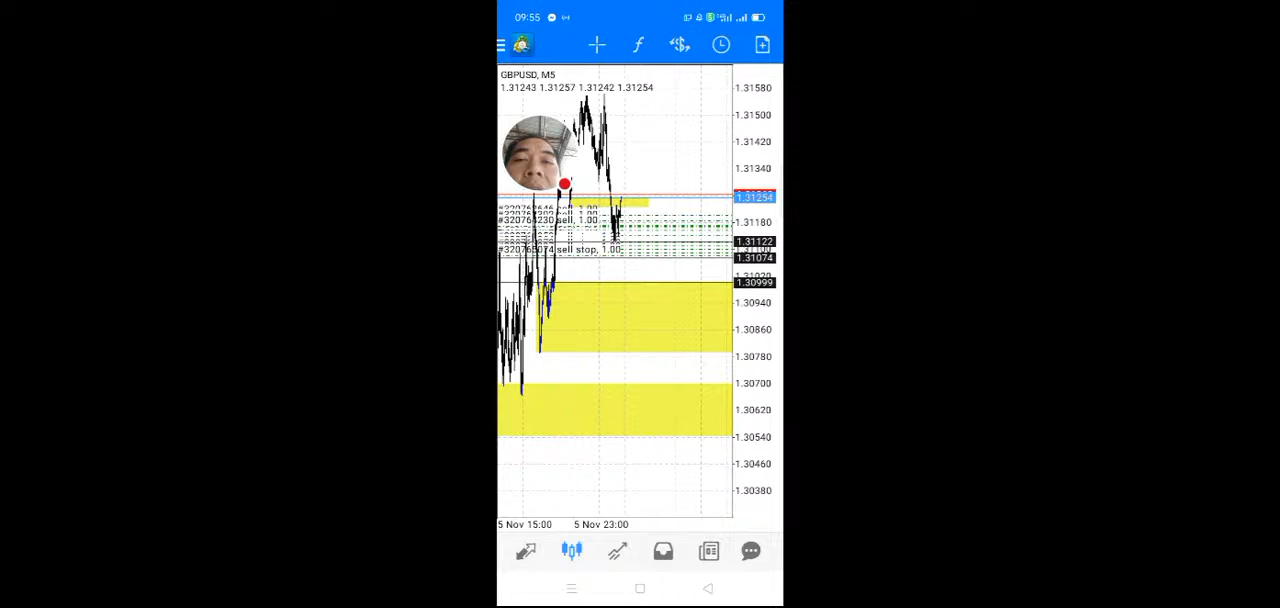 09:55
GBPUSD, M5
1.31243 1.31257 1.31242 1.31254
1.31580
1.31500
1.31420
1.31340
1.31254
sell, 1.00
#320764230 sell, 1.00
1.31180
1.31122
#320765074 sell stop, 1.00
1.31074
1.30999
1.30940
1.30860
1.30780
1.30700
1.30620
1.30540
1.30460
1.30380
5 Nov 15:00
5 Nov 23:00